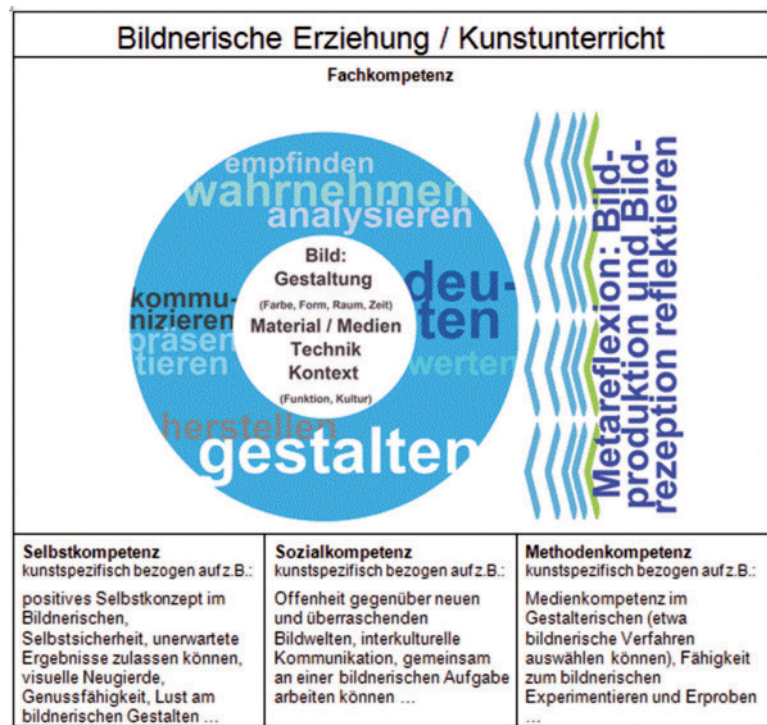 Bildnerische Erziehung / Kunstunterricht
Fachkompetenz
empfinden
wahrnehmen
analysieren
deu-
ten
werten
kommu-
nizieren
präsen
tieren
herstellen
gestalten
Bild:
Gestaltung
(Farbe, Form, Raum, Zeit)
Material / Medien
Technik
Kontext
(Funktion, Kultur)
Metareflexion: Bild-
produktion und Bild-
rezeption reflektieren
Selbstkompetenz
kunstspezifisch bezogen auf z.B.:
positives Selbstkonzept im
Bildnerischen,
Selbstsicherheit, unerwartete
Ergebnisse zulassen können,
visuelle Neugierde,
Genussfähigkeit, Lust am
bildnerischen Gestalten ...
Sozialkompetenz
kunstspezifisch bezogen auf z.B.:
Offenheit gegenüber neuen
und überraschenden
Bildwelten, interkulturelle
Kommunikation, gemeinsam
an einer bildnerischen Aufgabe
arbeiten können ...
Methodenkompetenz
kunstspezifisch bezogen auf z.B.:
Medienkompetenz im
Gestalterischen (etwa
bildnerische Verfahren
auswählen können), Fähigkeit
zum bildnerischen
Experimentieren und Erproben
...